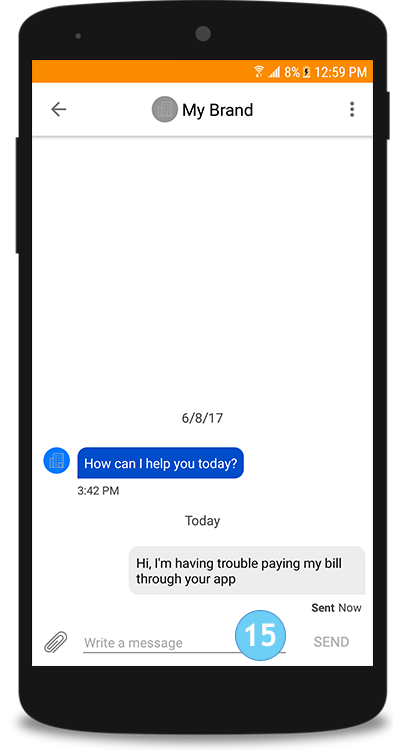 8% 12:59 PM
My Brand
6/8/17
How can I help you today?
3:42 PM
Today
Hi, I'm having trouble paying my bill
through your app
Sent Now
Write a message
15
SEND